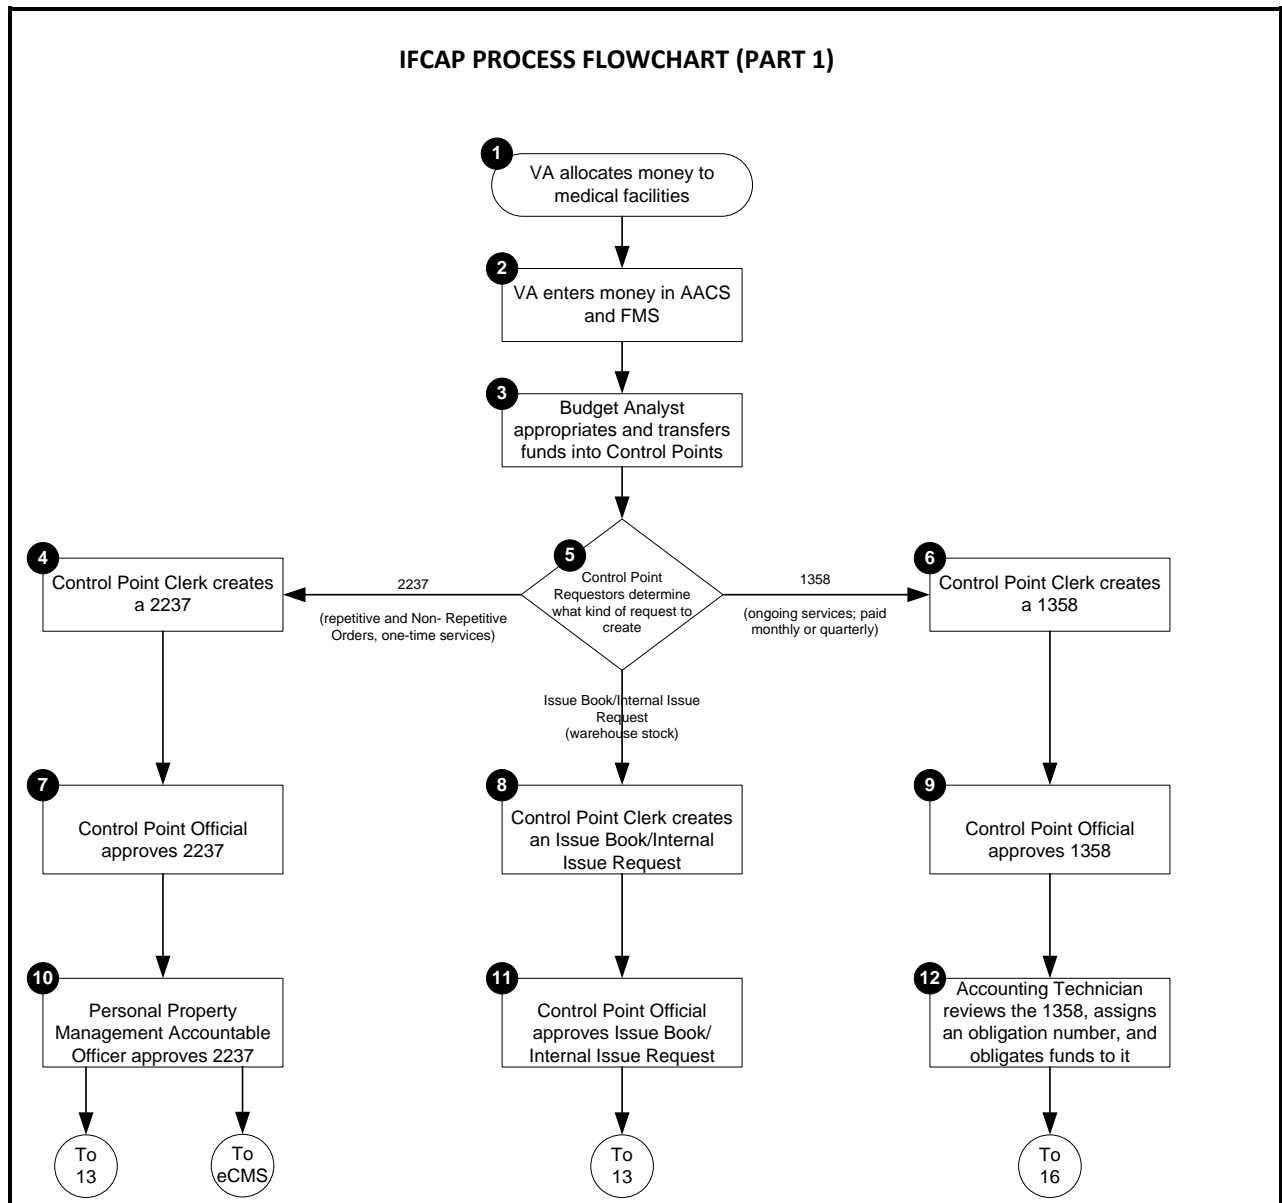 IFCAP PROCESS FLOWCHART (PART 1)
1
VA allocates money to
medical facilities
2
VA enters money in AACS
and FMS
3
Budget Analyst
appropriates and transfers
funds into Control Points
4
Control Point Clerk creates
a 2237
2237
(repetitive and Non- Repetitive
Orders, one-time services)
5
Control Point
Requestors determine
what kind of request to
create
1358
(ongoing services; paid
monthly or quarterly)
6
Control Point Clerk creates
a 1358
Issue Book/Internal Issue
Request
(warehouse stock)
7
Control Point Official
approves 2237
8
Control Point Clerk creates
an Issue Book/Internal
Issue Request
9
Control Point Official
approves 1358
10
Personal Property
Management Accountable
Officer approves 2237
11
Control Point Official
approves Issue Book/
Internal Issue Request
12
Accounting Technician
reviews the 1358, assigns
an obligation number, and
obligates funds to it
To
13
To
eCMS
To
13
To
16